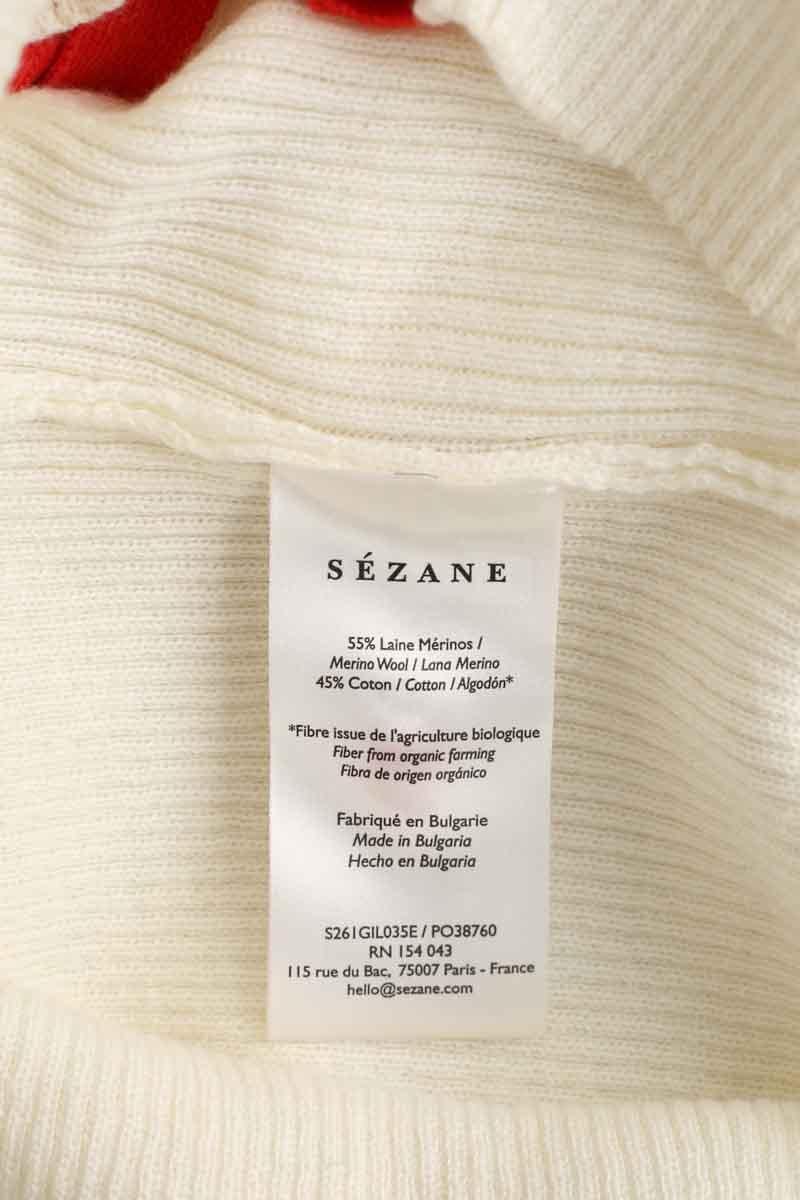 SÉZANE
55% Laine Mérinos /
Merino Wool / Lana Merino
45% Coton / Cotton / Algodón*
*Fibre issue de l'agriculture biologique
Fiber from organic farming
Fibra de origen orgánico
Fabriqué en Bulgarie
Made in Bulgaria
Hecho en Bulgaria
S261GIL035E / PO38760
RN 154 043
115 rue du Bac, 75007 Paris - France
hello@sezane.com